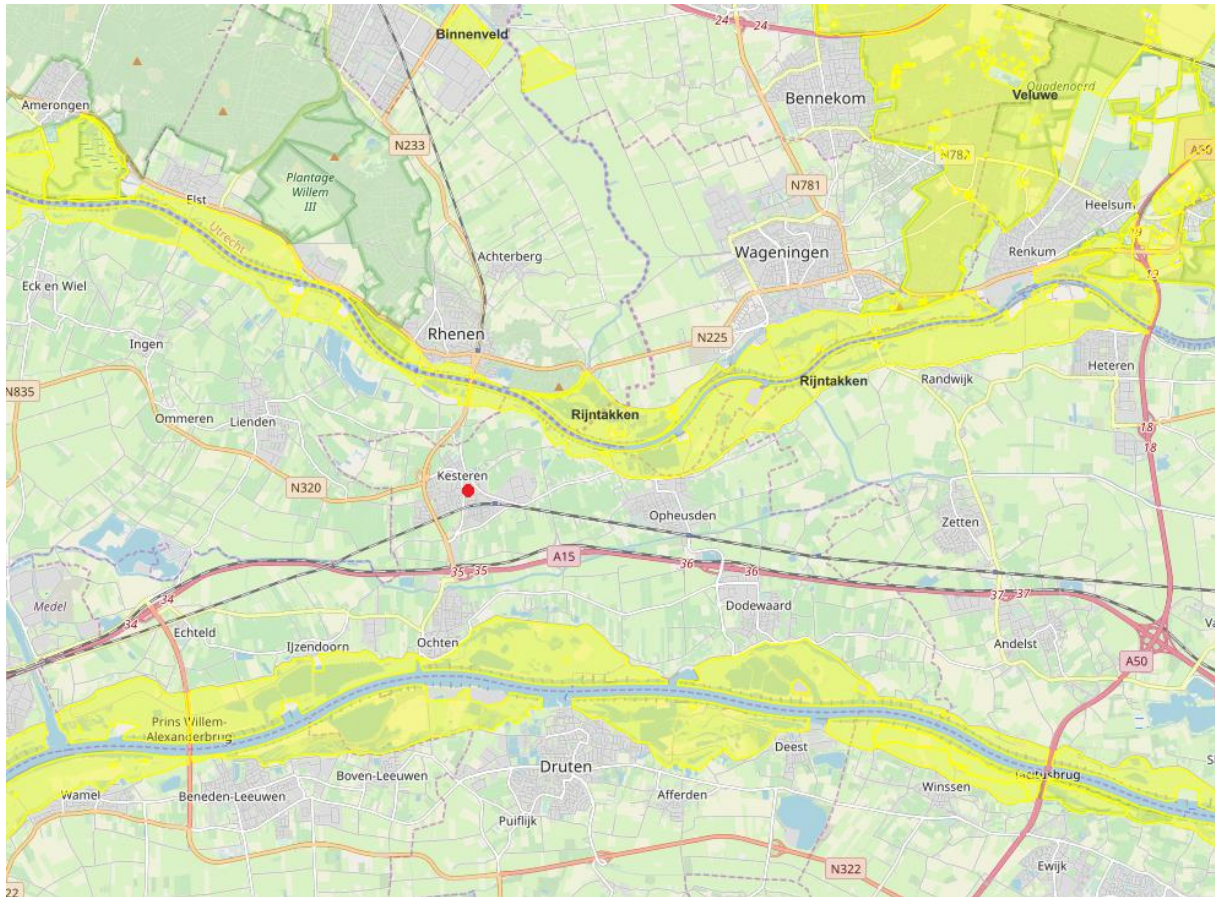 24
24
Binnenveld
Bennekom
Quadenoord
Veluwe
Amerongen
N233
N782
A50
Plantage
Willem
III
Elst
Utrecht
N781
Heelsum
19
Achterberg
Wageningen
Renkum
19
Eck en Wiel
Rhenen
N225
Ingen
Heteren
N835
Randwijk
Rijntakken
Ommeren
Lienden
Rijntakken
18
18
Kesteren
N320
Opheusden
Zetten
A15
35
35
36
36
34
34
Medel
37
37
Dodewaard
Echteld
IJzendoorn
Ochten
Andelst
A50
Prins Willem-
Alexanderbrug
Deest
Druten
Boven-Leeuwen
Wamel
Beneden-Leeuwen
Afferden
Winssen
Puiflijk
N322
Ewijk
22